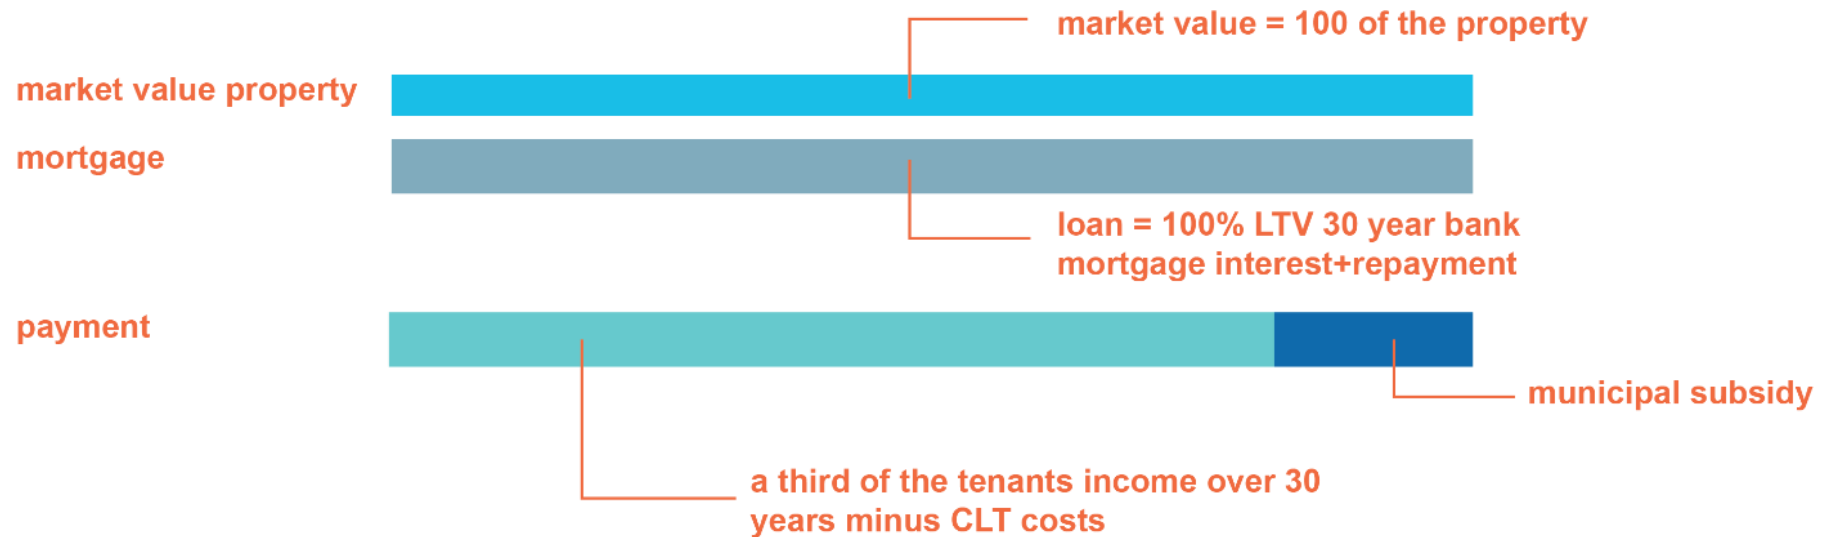 market value = 100 of the property
market value property
mortgage
loan = 100% LTV 30 year bank
mortgage interest+repayment
payment
municipal subsidy
a third of the tenants income over 30
years minus CLT costs